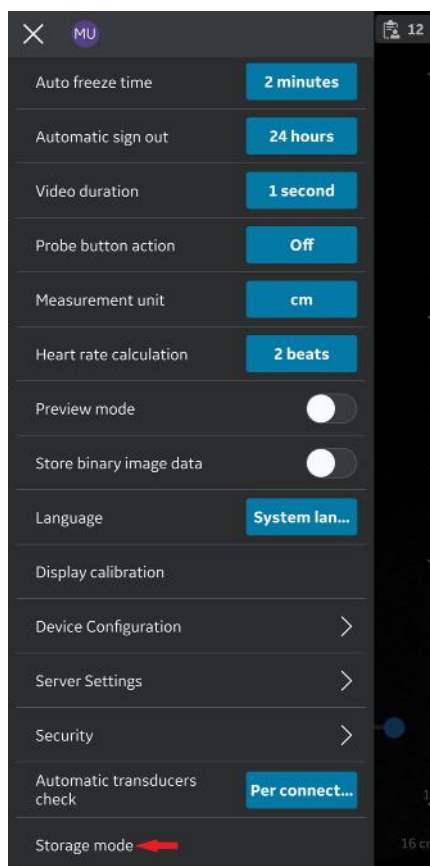 MU
12
Auto freeze time
2 minutes
Automatic sign out
24 hours
Video duration
1 second
Probe button action
Off
Measurement unit
cm
Heart rate calculation
2 beats
Preview mode
Store binary image data
Language
System lan...
Display calibration
Device Configuration
Server Settings
Security
Automatic transducers
check
Per connect...
Storage mode
16 cm